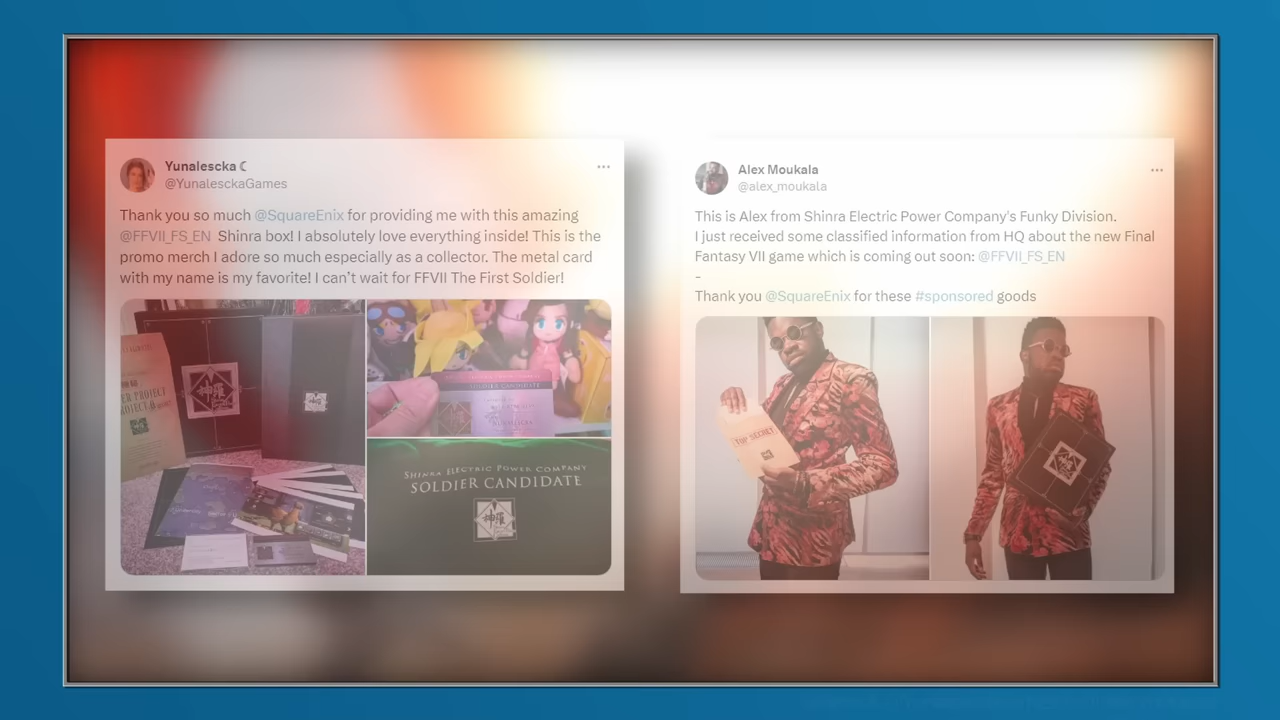 Yunalescka ☾
@YunalesckaGames
Thank you so much @SquareEnix for providing me with this amazing
@FFVII_FS_EN Shinra box! I absolutely love everything inside! This is the
promo merch I adore so much especially as a collector. The metal card
with my name is my favorite! I can't wait for FFVII The First Soldier!
SHINRA CANDIDATE
SHINRA ELECTRIC POWER COMPANY
SOLDIER CANDIDATE
神羅
Alex Moukala
@alex_moukala
This is Alex from Shinra Electric Power Company's Funky Division.
I just received some classified information from HQ about the new Final
Fantasy VII game which is coming out soon: @FFVII_FS_EN
-
Thank you @SquareEnix for these #sponsored goods
TOP SECRET